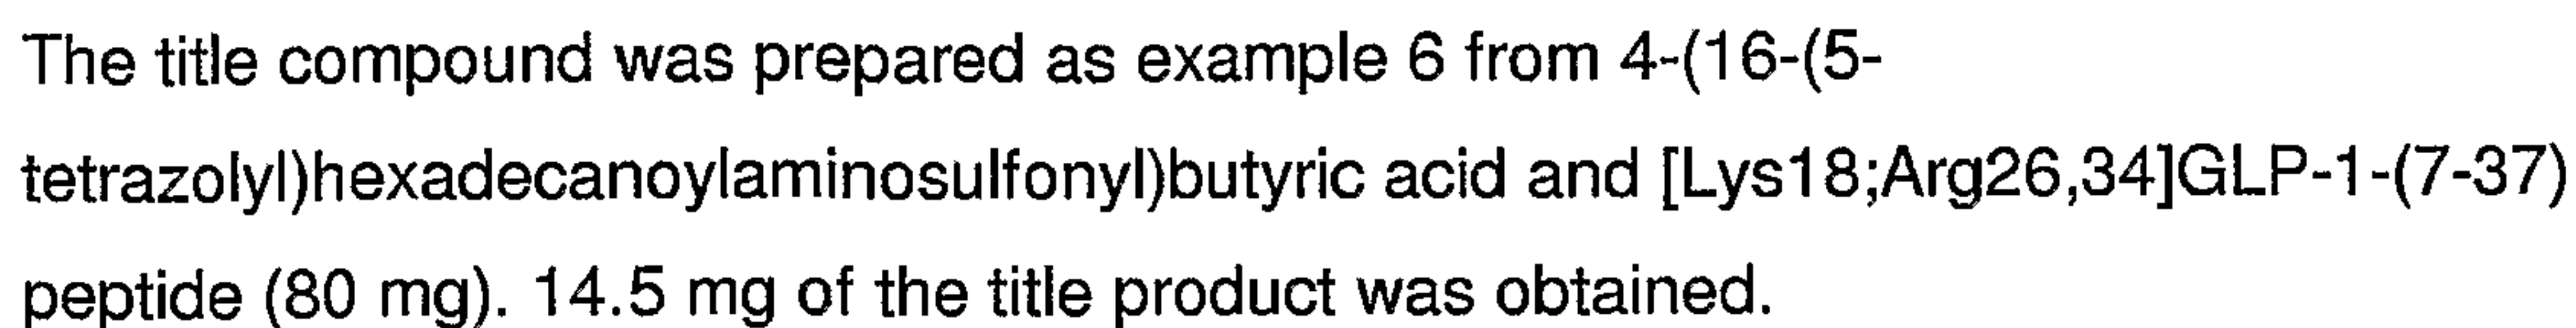 The title compound was prepared as example 6 from 4-(16-(5-
tetrazolyl)hexadecanoylaminosulfonyl)butyric acid and [Lys18;Arg26,34]GLP-1-(7-37)
peptide (80 mg). 14.5 mg of the title product was obtained.